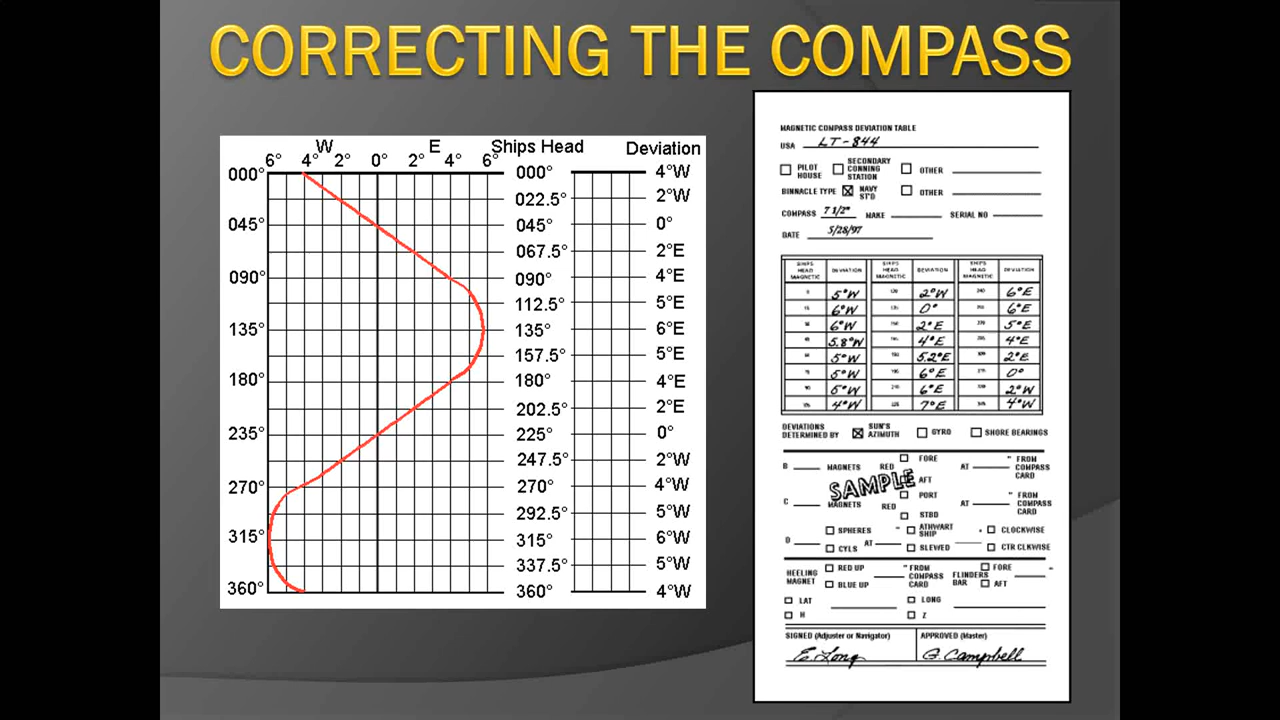 CORRECTING THE COMPASS
W E Ships Head Deviation
6° 4° 2° 0° 2° 4° 6°
000° 000° 4°W
022.5° 2°W
045° 045° 0°
067.5° 2°E
090° 090° 4°E
112.5° 5°E
135° 135° 6°E
157.5° 5°E
180° 180° 4°E
202.5° 2°E
235° 225° 0°
247.5° 2°W
270° 270° 4°W
292.5° 5°W
315° 315° 6°W
337.5° 5°W
360° 360° 4°W
MAGNETIC COMPASS DEVIATION TABLE
USA LT-844
PILOT HOUSE SECONDARY CONNING STATION OTHER
BINNACLE TYPE NAVY ST'D OTHER
COMPASS 7 1/2" MAKE SERIAL NO
DATE 5/28/97
SHIPS HEAD MAGNETIC DEVIATION SHIPS HEAD MAGNETIC DEVIATION SHIPS HEAD MAGNETIC DEVIATION
5°W 2°W 6°E
6°W 0° 6°E
6°W 2°E 5°E
5.8°W 4°E 4°E
5°W 5.2°E 2°E
5°W 6°E 0°
5°W 6°E 2°W
4°W 7°E 4°W
DEVIATIONS DETERMINED BY SUN'S AZIMUTH GYRO SHORE BEARINGS
B MAGNETS RED FORE AFT AT " FROM COMPASS CARD
SAMPLE
C MAGNETS RED PORT STBD AT " FROM COMPASS CARD
D SPHERES CYLS AT " ATHWART SHIP SLEWED CLOCKWISE CTR CLKWISE
HEELING MAGNET RED UP BLUE UP " FROM COMPASS CARD FLINDERS BAR FORE AFT "
LAT LONG
H Z
SIGNED (Adjuster or Navigator) APPROVED (Master)
E. Long G. Campbell